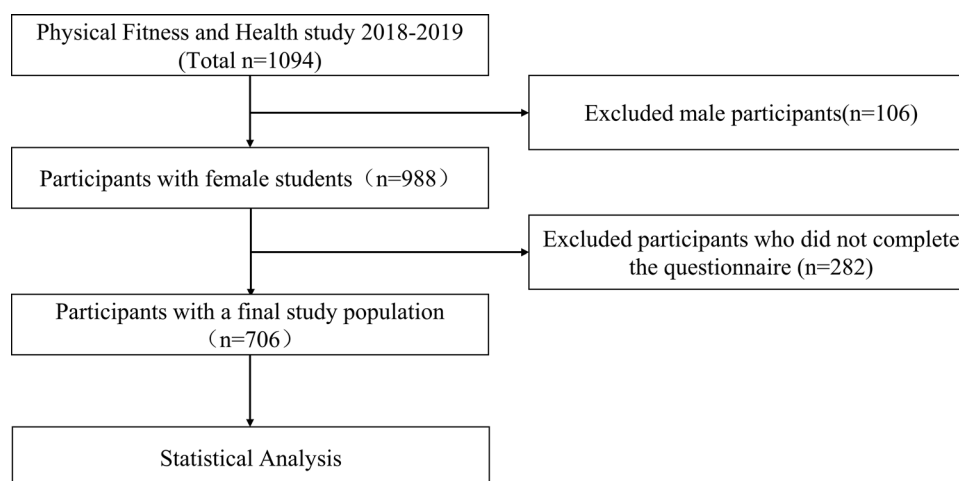 Physical Fitness and Health study 2018-2019
(Total n=1094)
Excluded male participants(n=106)
Participants with female students（n=988）
Excluded participants who did not complete
the questionnaire (n=282)
Participants with a final study population
（n=706）
Statistical Analysis